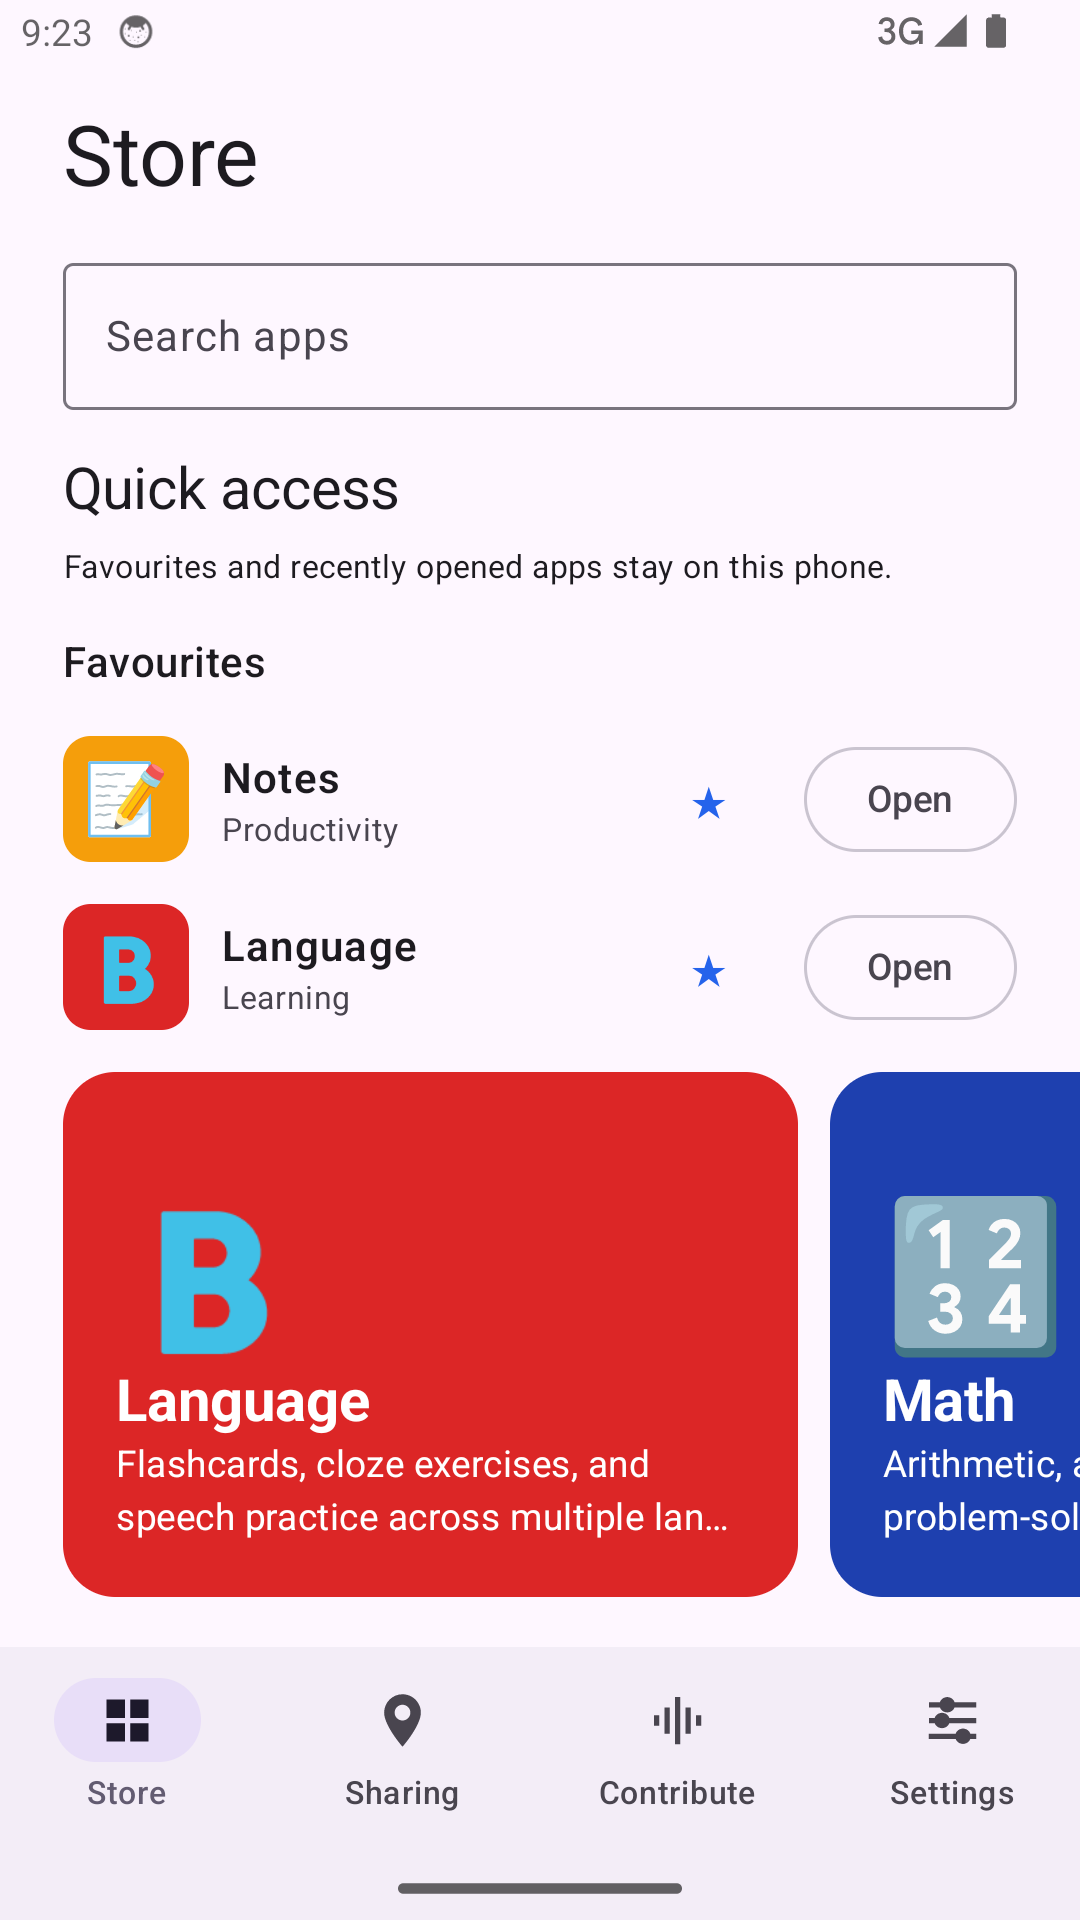 9:23
3G
Store
Search apps
Quick access
Favourites and recently opened apps stay on this phone.
Favourites
Notes
Productivity
Open
B
Language
Learning
Open
B
Language
Flashcards, cloze exercises, and
speech practice across multiple lan…
1 2
3 4
Math
Arithmetic,
problem-sol
Store
Sharing
Contribute
Settings